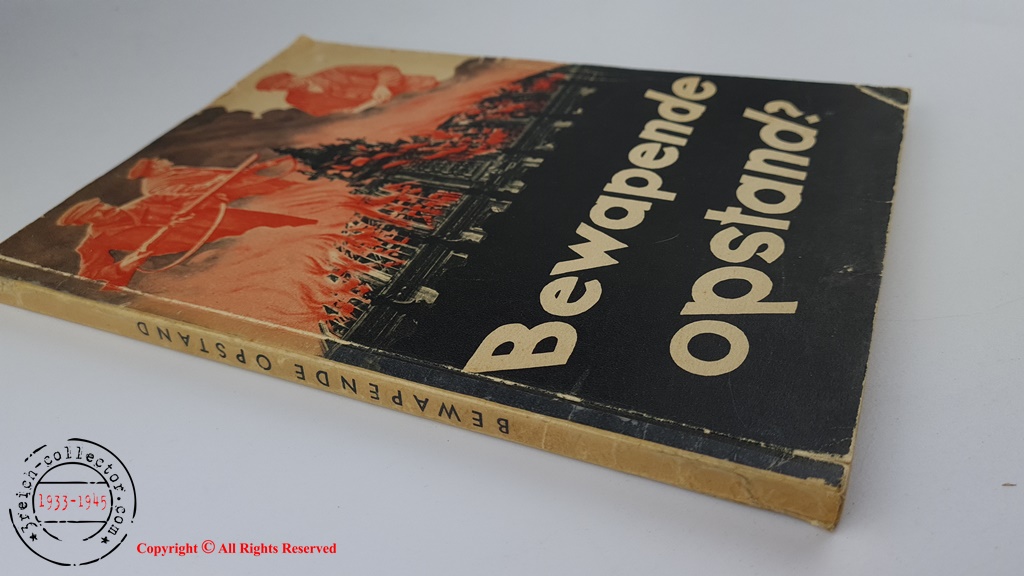 Bewapende
opstand?
BEWAPENDE OPSTAND
3reich-collector.com
1933-1945
Copyright © All Rights Reserved